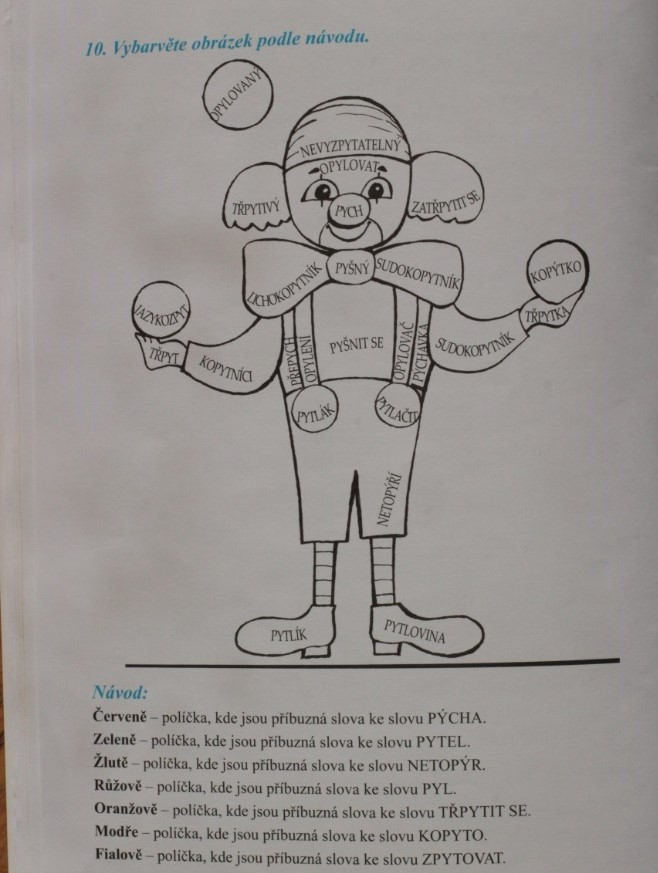 10. Vybarvěte obrázek podle návodu.
OPYLOVANÝ
NEVYZPYTATELNÝ
OPYLOVAT
TŘPYTIVÝ
PYCH
ZATŘPYTIT SE
LICHOKOPYTNÍK
PYŠNÝ
SUDOKOPYTNÍK
KOPÝTKO
JAZYKOZPYT
TŘPYTKA
TŘPYT
KOPYTNÍCI
PŘEPYCH
OPYLENÍ
PYŠNIT SE
OPYLOVAČ
PÝCHAVKA
SUDOKOPYTNÍK
PYTLÁK
PYTLAČIT
NETOPÝŘÍ
PYTLÍK
PYTLOVINA
Návod:
Červeně – políčka, kde jsou příbuzná slova ke slovu PÝCHA.
Zeleně – políčka, kde jsou příbuzná slova ke slovu PYTEL.
Žlutě – políčka, kde jsou příbuzná slova ke slovu NETOPÝR.
Růžově – políčka, kde jsou příbuzná slova ke slovu PYL.
Oranžově – políčka, kde jsou příbuzná slova ke slovu TŘPYTIT SE.
Modře – políčka, kde jsou příbuzná slova ke slovu KOPYTO.
Fialově – políčka, kde jsou příbuzná slova ke slovu ZPYTOVAT.